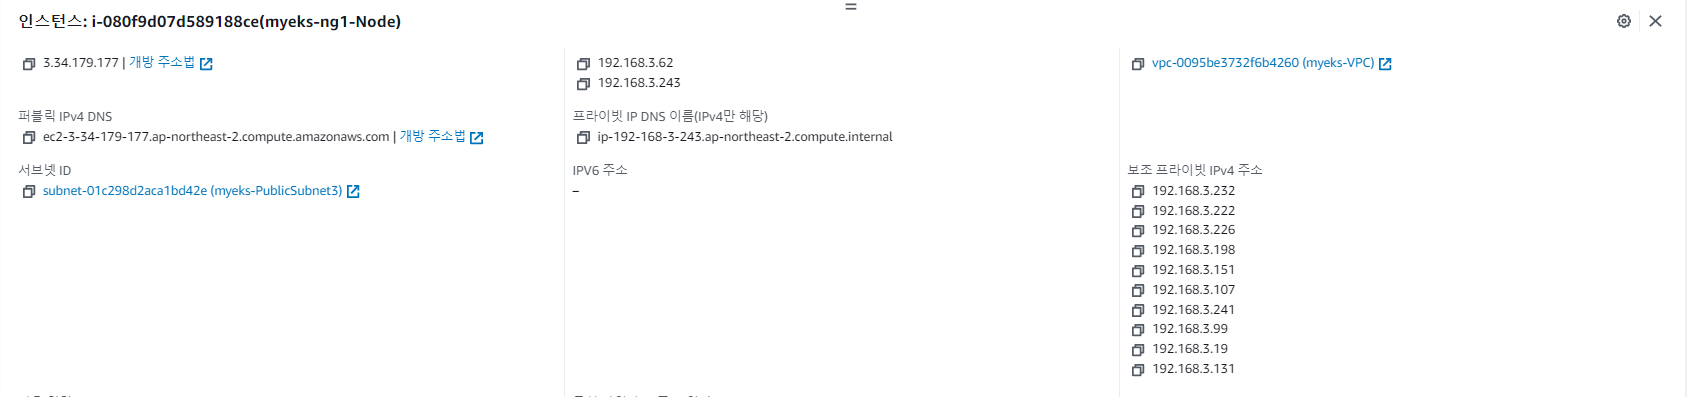 인스턴스: i-080f9d07d589188ce(myeks-ng1-Node)
3.34.179.177 | 개방 주소법
192.168.3.62
192.168.3.243
vpc-0095be3732f6b4260 (myeks-VPC)
퍼블릭 IPv4 DNS
ec2-3-34-179-177.ap-northeast-2.compute.amazonaws.com | 개방 주소법
프라이빗 IP DNS 이름(IPv4만 해당)
ip-192-168-3-243.ap-northeast-2.compute.internal
서브넷 ID
subnet-01c298d2aca1bd42e (myeks-PublicSubnet3)
IPV6 주소
–
보조 프라이빗 IPv4 주소
192.168.3.232
192.168.3.222
192.168.3.226
192.168.3.198
192.168.3.151
192.168.3.107
192.168.3.241
192.168.3.99
192.168.3.19
192.168.3.131